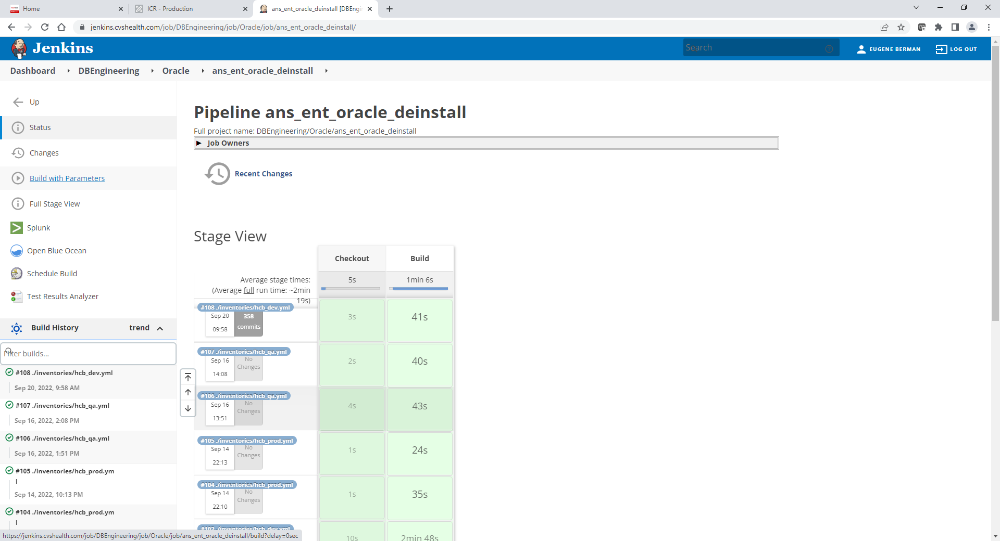 Home
ICR - Production
ans_ent_oracle_deinstall [DBEngi
jenkins.cvshealth.com/job/DBEngineering/job/Oracle/job/ans_ent_oracle_deinstall/
Jenkins
Search
EUGENE BERMAN
LOG OUT
Dashboard
DBEngineering
Oracle
ans_ent_oracle_deinstall
Up
Status
Changes
Build with Parameters
Full Stage View
Splunk
Open Blue Ocean
Schedule Build
Test Results Analyzer
Build History
trend
Filter builds...
#108 ./inventories/hcb_dev.yml
Sep 20, 2022, 9:58 AM
#107 ./inventories/hcb_qa.yml
Sep 16, 2022, 2:08 PM
#106 ./inventories/hcb_qa.yml
Sep 16, 2022, 1:51 PM
#105 ./inventories/hcb_prod.ym
l
Sep 14, 2022, 10:13 PM
#104 ./inventories/hcb_prod.ym
l
https://jenkins.cvshealth.com/job/DBEngineering/job/Oracle/job/ans_ent_oracle_deinstall/build?delay=0sec
Pipeline ans_ent_oracle_deinstall
Full project name: DBEngineering/Oracle/ans_ent_oracle_deinstall
Job Owners
Recent Changes
Stage View
Checkout
Build
Average stage times:
(Average full run time: ~2min
19s)
5s
1min 6s
#108 ./inventories/hcb_dev.yml
Sep 20
09:58
358
commits
3s
41s
#107 ./inventories/hcb_qa.yml
Sep 16
14:08
No
Changes
2s
40s
#106 ./inventories/hcb_qa.yml
Sep 16
13:51
No
Changes
4s
43s
#105 ./inventories/hcb_prod.yml
Sep 14
22:13
No
Changes
1s
24s
#104 ./inventories/hcb_prod.yml
Sep 14
22:10
No
Changes
1s
35s
#103 ./inventories/hcb_dev.yml
10s
2min 48s